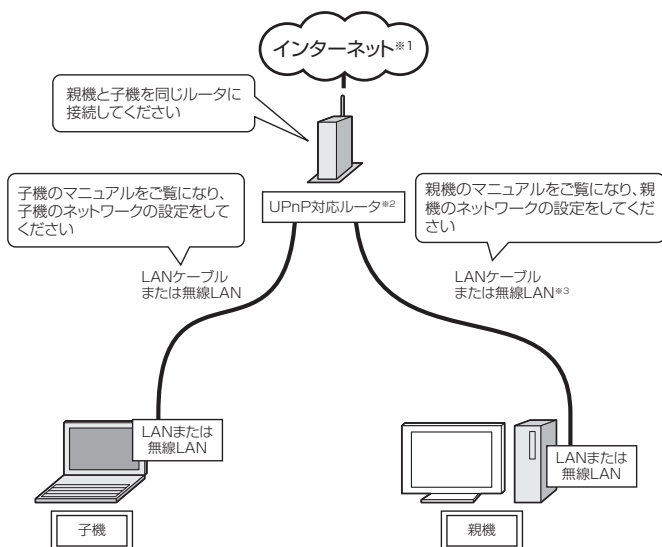 インターネット※1
親機と子機を同じルータに
接続してください
子機のマニュアルをご覧になり、
子機のネットワークの設定をして
ください
UPnP対応ルータ※2
親機のマニュアルをご覧になり、親
機のネットワークの設定をしてくだ
さい
LANケーブル
または無線LAN
LANケーブル
または無線LAN※3
LANまたは
無線LAN
LANまたは
無線LAN
子機
親機